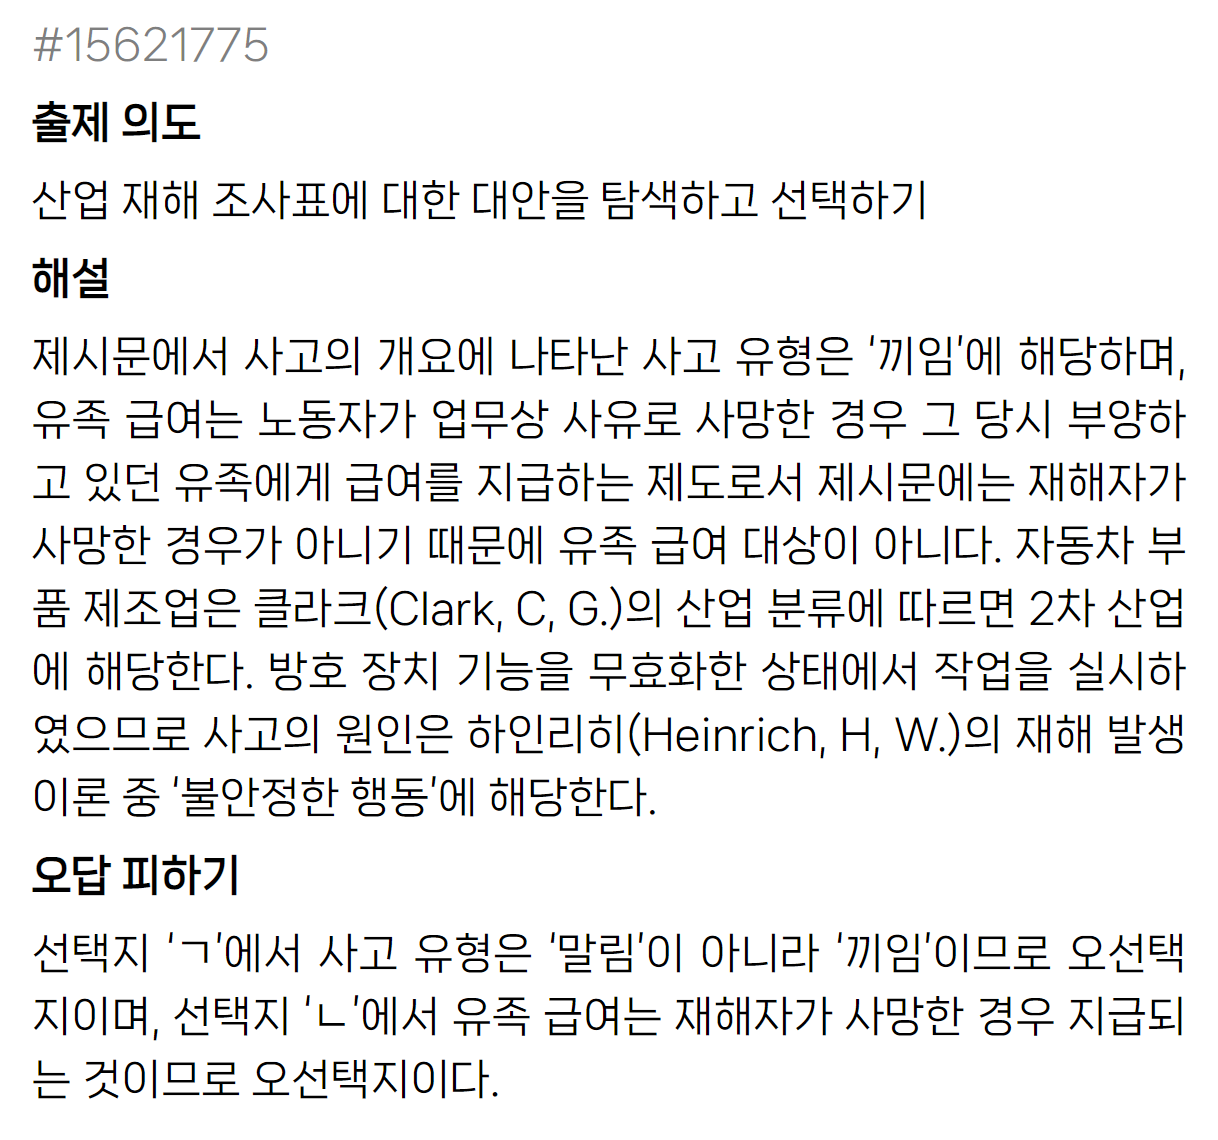 #15621775
출제 의도
산업 재해 조사표에 대한 대안을 탐색하고 선택하기
해설
제시문에서 사고의 개요에 나타난 사고 유형은 '끼임'에 해당하며,
유족 급여는 노동자가 업무상 사유로 사망한 경우 그 당시 부양하
고 있던 유족에게 급여를 지급하는 제도로서 제시문에는 재해자가
사망한 경우가 아니기 때문에 유족 급여 대상이 아니다. 자동차 부
품 제조업은 클라크(Clark, C, G.)의 산업 분류에 따르면 2차 산업
에 해당한다. 방호 장치 기능을 무효화한 상태에서 작업을 실시하
였으므로 사고의 원인은 하인리히(Heinrich, H, W.)의 재해 발생
이론 중 '불안정한 행동'에 해당한다.
오답 피하기
선택지 'ㄱ'에서 사고 유형은 '말림'이 아니라 '끼임'이므로 오선택
지이며, 선택지 'ㄴ'에서 유족 급여는 재해자가 사망한 경우 지급되
는 것이므로 오선택지이다.